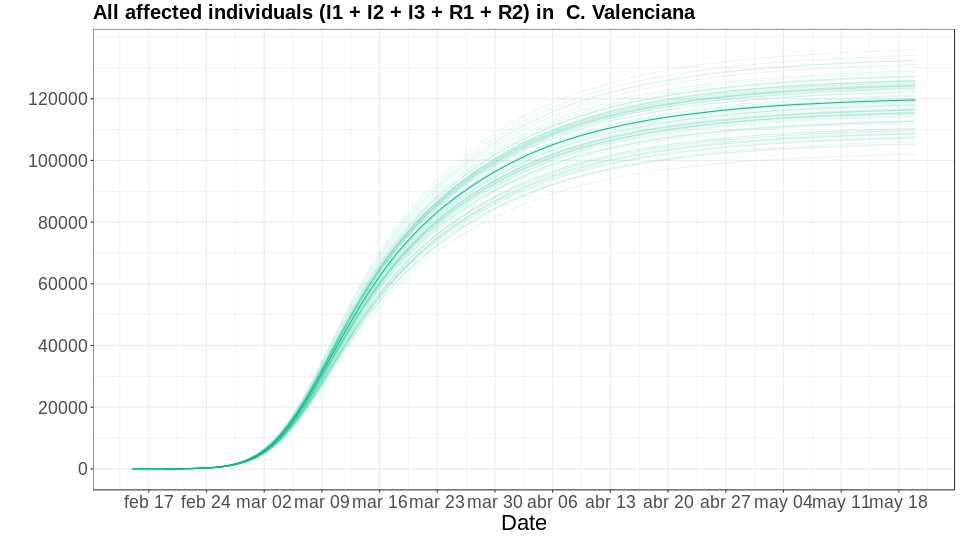 All affected individuals (I1 + I2 + I3 + R1 + R2) in  C. Valenciana
120000
100000
80000
60000
40000
20000
0
feb 17 feb 24 mar 02 mar 09 mar 16 mar 23 mar 30 abr 06 abr 13 abr 20 abr 27 may 04 may 11 may 18
Date